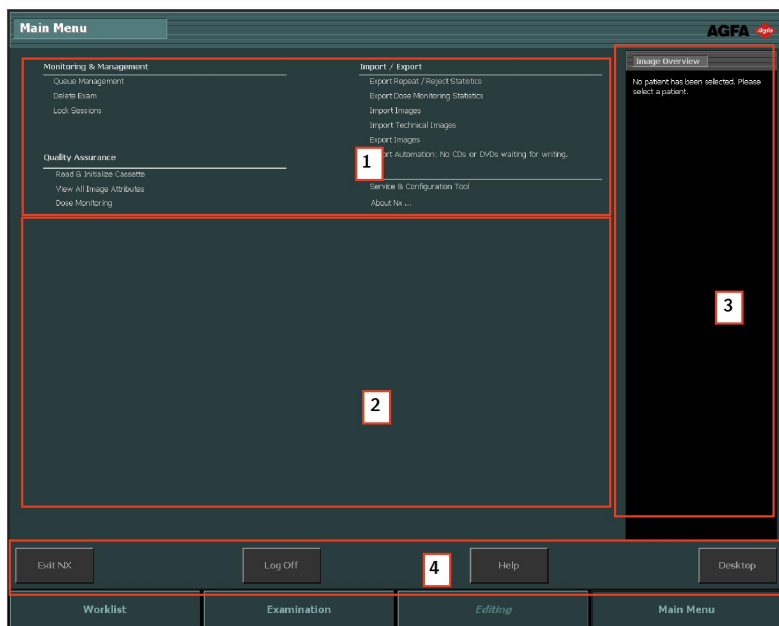 Main Menu
AGFA Agfa
Monitoring & Management
Queue Management
Delete Exam
Lock Sessions
Quality Assurance
Read & Initialize Cassette
View All Image Attributes
Dose Monitoring
Import / Export
Export Repeat / Reject Statistics
Export Dose Monitoring Statistics
Import Images
Import Technical Images
Export Images
Automation: No CDs or DVDs waiting for writing.
1
Service & Configuration Tool
About Nx ...
2
Image Overview
No patient has been selected. Please
select a patient.
3
Exit NX
Log Off
4
Help
Desktop
Worklist
Examination
Editing
Main Menu